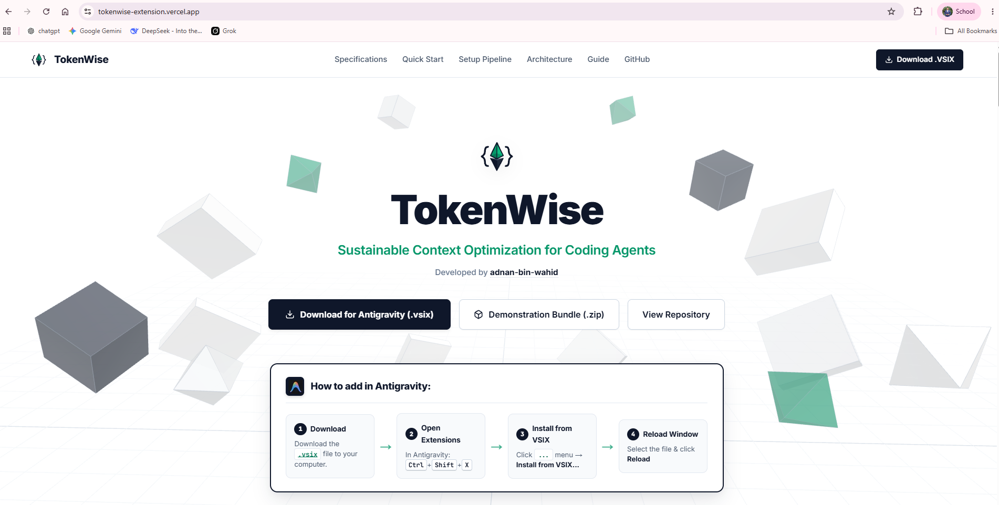 tokenwise-extension.vercel.app
School
chatgpt
Google Gemini
DeepSeek - Into the...
Grok
All Bookmarks
TokenWise
Specifications
Quick Start
Setup Pipeline
Architecture
Guide
GitHub
Download .VSIX
TokenWise
Sustainable Context Optimization for Coding Agents
Developed by adnan-bin-wahid
Download for Antigravity (.vsix)
Demonstration Bundle (.zip)
View Repository
How to add in Antigravity:
1 Download
Download the
.vsix file to your
computer.
→
2 Open
Extensions
In Antigravity:
Ctrl + Shift + X
→
3 Install from
VSIX
Click ... menu →
Install from VSIX...
→
4 Reload Window
Select the file & click
Reload